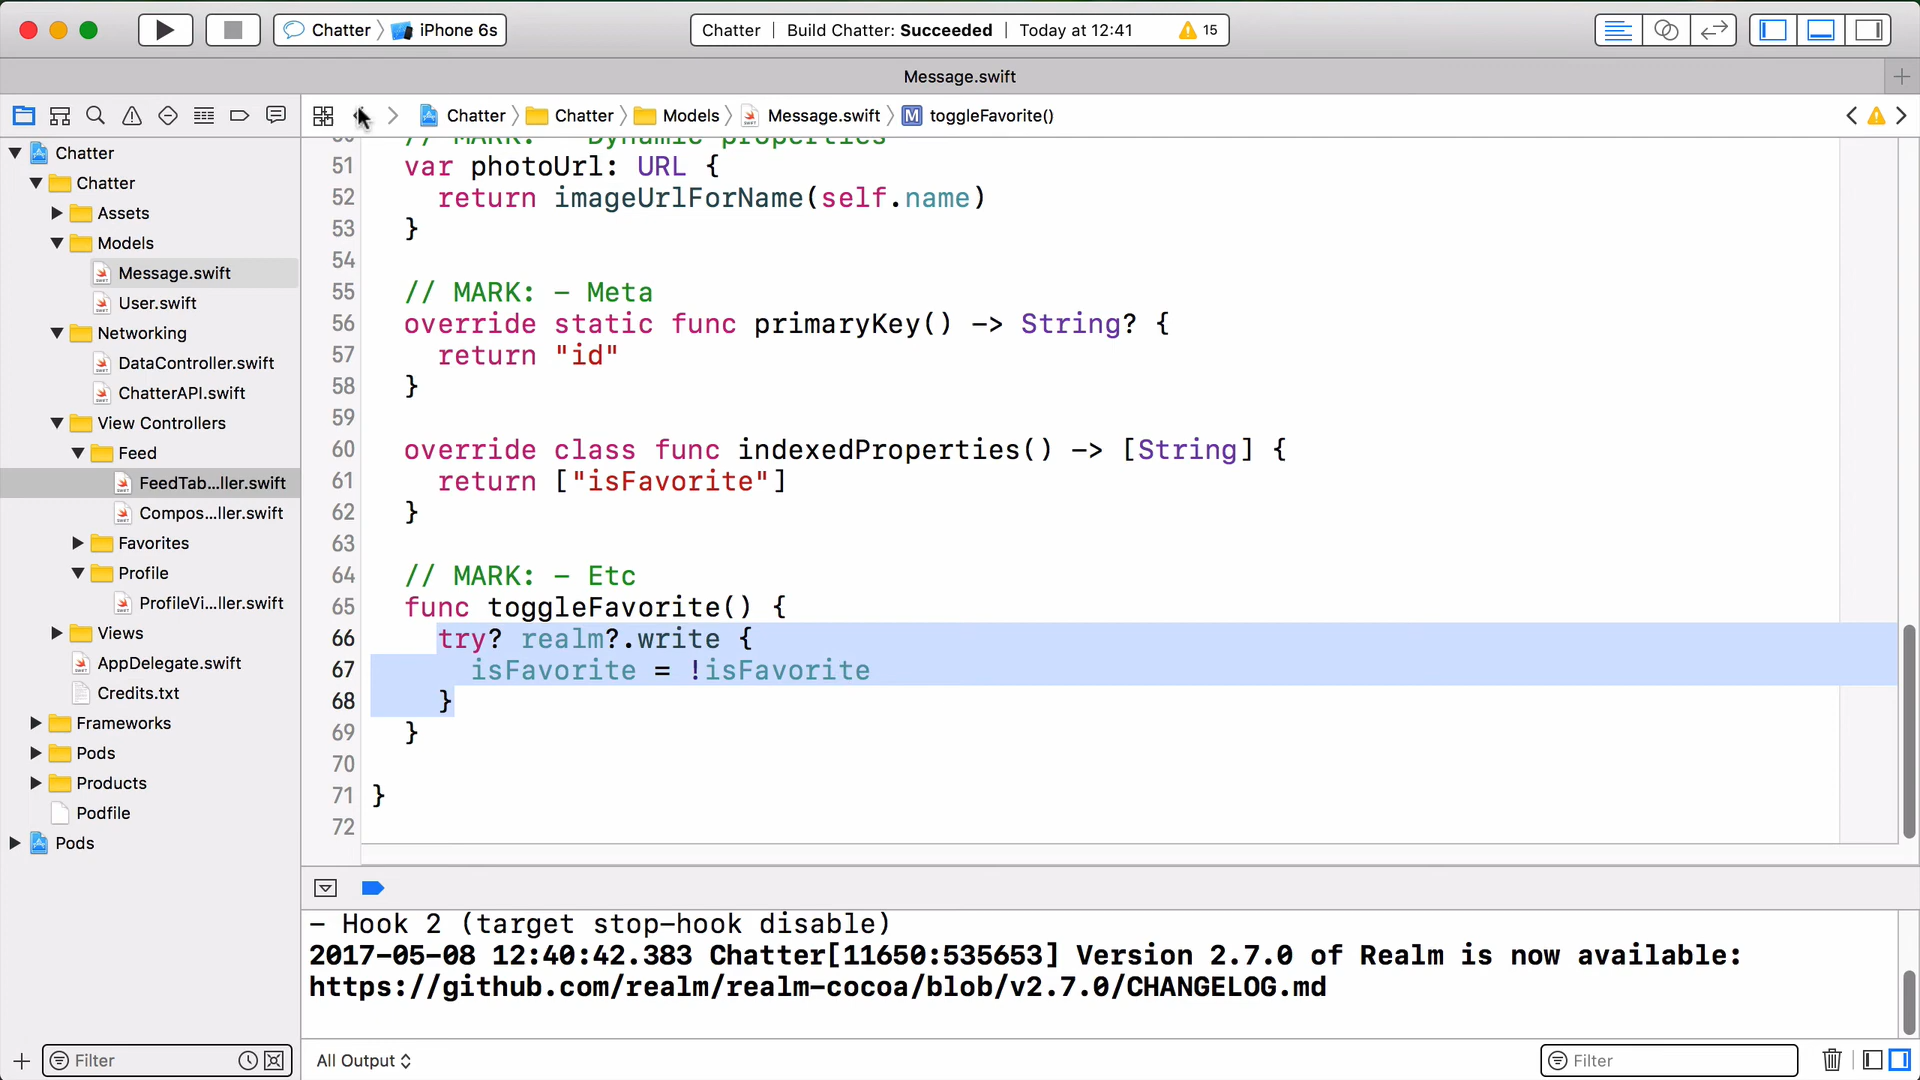 Chatter iPhone 6s
Chatter | Build Chatter: Succeeded | Today at 12:41 15
Message.swift
Chatter Chatter Models Message.swift M toggleFavorite()
Chatter
Chatter
Assets
Models
Message.swift
User.swift
Networking
DataController.swift
ChatterAPI.swift
View Controllers
Feed
FeedTab...ller.swift
Compos...ller.swift
Favorites
Profile
ProfileVi...ller.swift
Views
AppDelegate.swift
Credits.txt
Frameworks
Pods
Products
Podfile
Pods
Filter
50 // MARK: - Dynamic properties
51 var photoUrl: URL {
52 return imageUrlForName(self.name)
53 }
54
55 // MARK: - Meta
56 override static func primaryKey() -> String? {
57 return "id"
58 }
59
60 override class func indexedProperties() -> [String] {
61 return ["isFavorite"]
62 }
63
64 // MARK: - Etc
65 func toggleFavorite() {
66 try? realm?.write {
67 isFavorite = !isFavorite
68 }
69 }
70
71 }
72
- Hook 2 (target stop-hook disable)
2017-05-08 12:40:42.383 Chatter[11650:535653] Version 2.7.0 of Realm is now available:
https://github.com/realm/realm-cocoa/blob/v2.7.0/CHANGELOG.md
All Output
Filter